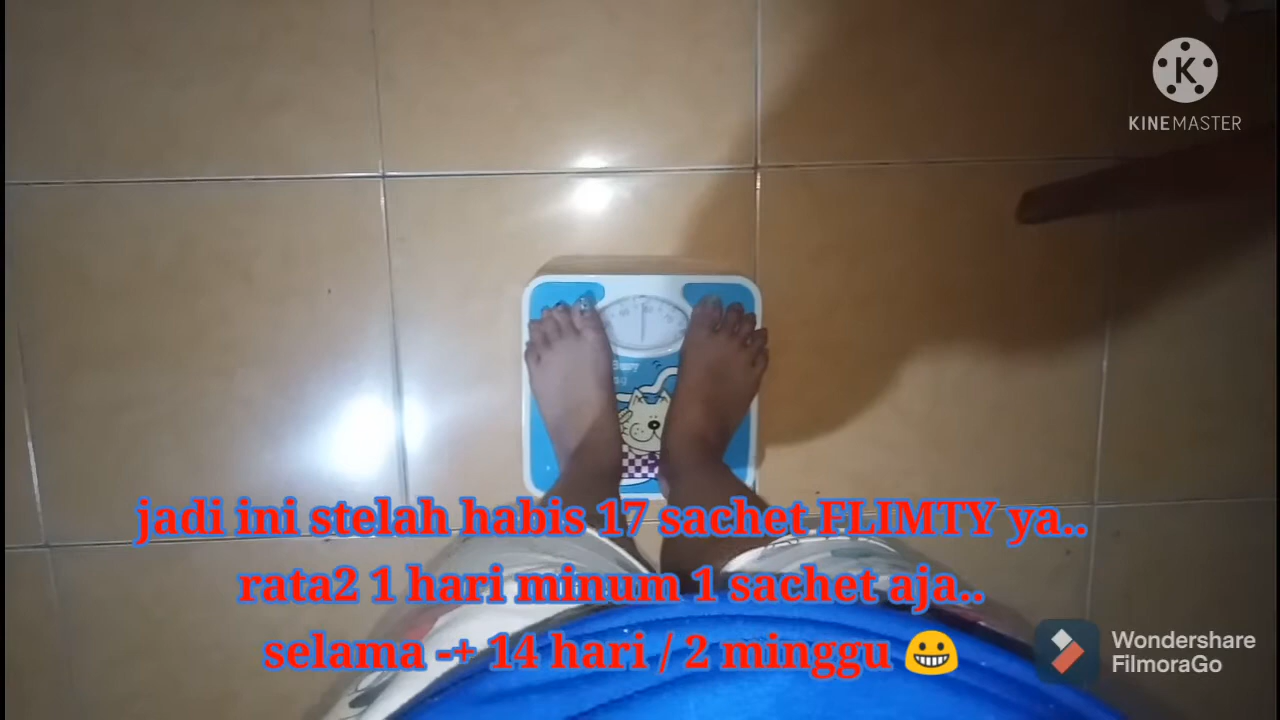 K
KINEMASTER
jadi ini stelah habis 17 sachet FLIMTY ya..
rata2 1 hari minum 1 sachet aja..
selama -+ 14 hari / 2 minggu 😀
Wondershare
FilmoraGo